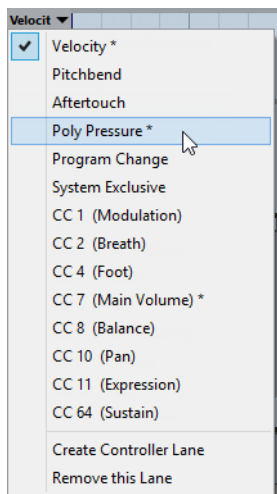 Velocit
Velocity *
Pitchbend
Aftertouch
Poly Pressure *
Program Change
System Exclusive
CC 1 (Modulation)
CC 2 (Breath)
CC 4 (Foot)
CC 7 (Main Volume) *
CC 8 (Balance)
CC 10 (Pan)
CC 11 (Expression)
CC 64 (Sustain)
Create Controller Lane
Remove this Lane